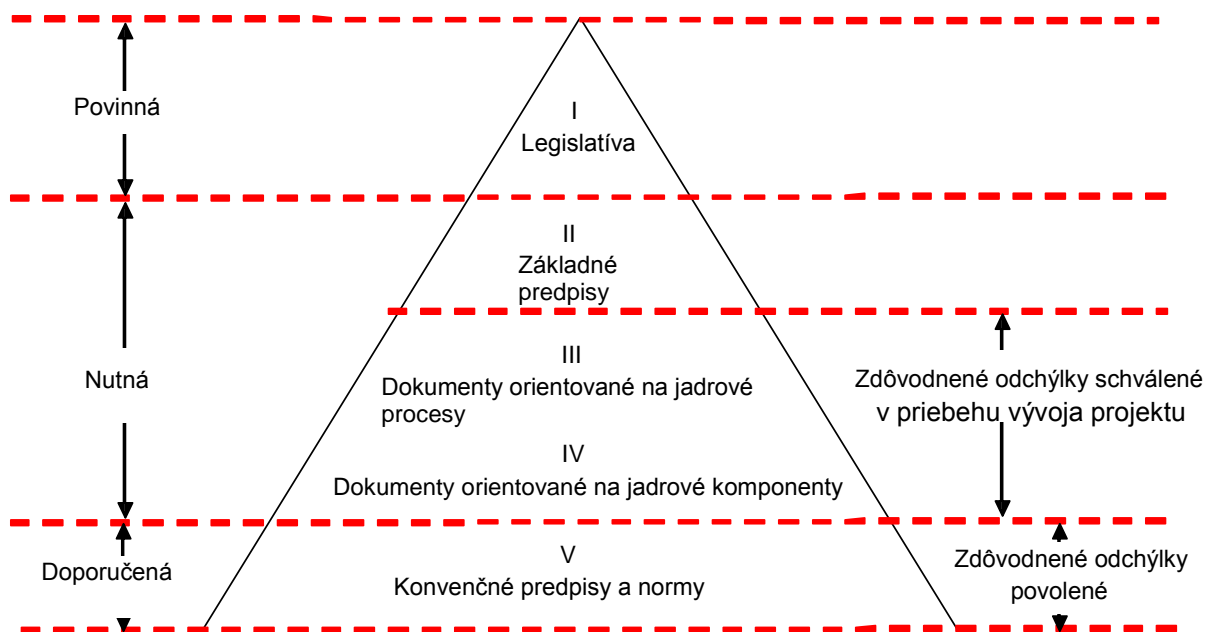 Povinná
I
Legislatíva
II
Základné
predpisy
III
Dokumenty orientované na jadrové
procesy
Nutná
Zdôvodnené odchýlky schválené
v priebehu vývoja projektu
IV
Dokumenty orientované na jadrové komponenty
Doporučená
V
Konvenčné predpisy a normy
Zdôvodnené odchýlky
povolené